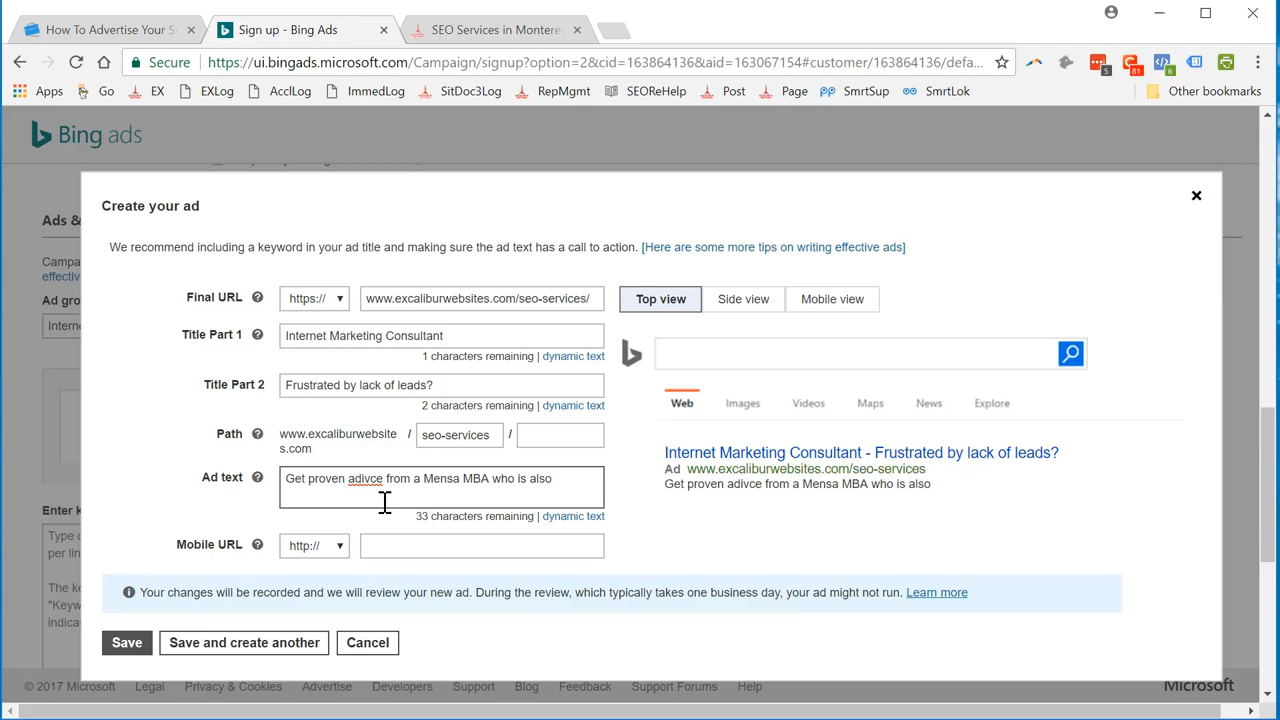 How To Advertise Your S
Sign up - Bing Ads
SEO Services in Montere
Secure
https://ui.bingads.microsoft.com/Campaign/signup?option=2&cid=163864136&aid=163067154#customer/163864136/defa...
5
81
6
Apps
Go
EX
EXLog
AcclLog
ImmedLog
SitDoc3Log
RepMgmt
SEOReHelp
Post
Page
SmrtSup
SmrtLok
Other bookmarks
Bing ads
Create your ad
Ads &
We recommend including a keyword in your ad title and making sure the ad text has a call to action. [Here are some more tips on writing effective ads]
Campa
effective
Ad gro
Intern
Final URL
https://
www.excaliburwebsites.com/seo-services/
Top view
Side view
Mobile view
Title Part 1
Internet Marketing Consultant
1 characters remaining | dynamic text
Title Part 2
Frustrated by lack of leads?
2 characters remaining | dynamic text
Web
Images
Videos
Maps
News
Explore
Path
www.excaliburwebsite
s.com
/
seo-services
/
Internet Marketing Consultant - Frustrated by lack of leads?
Ad www.excaliburwebsites.com/seo-services
Get proven adivce from a Mensa MBA who is also
Ad text
Get proven adivce from a Mensa MBA who is also
33 characters remaining | dynamic text
Enter k
Type o
per lin
The ke
"Keyw
indica
Mobile URL
http://
Your changes will be recorded and we will review your new ad. During the review, which typically takes one business day, your ad might not run. Learn more
Save
Save and create another
Cancel
© 2017 Microsoft
Legal
Privacy & Cookies
Advertise
Developers
Support
Blog
Feedback
Support Forums
Help
Microsoft